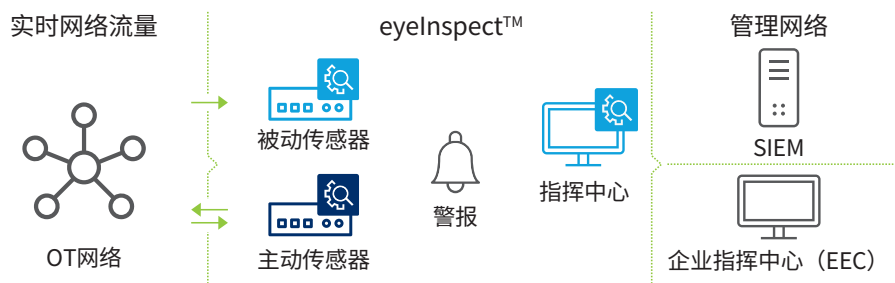 实时网络流量
eyeInspect™
管理网络
被动传感器
SIEM
警报
指挥中心
OT网络
主动传感器
企业指挥中心（EEC）